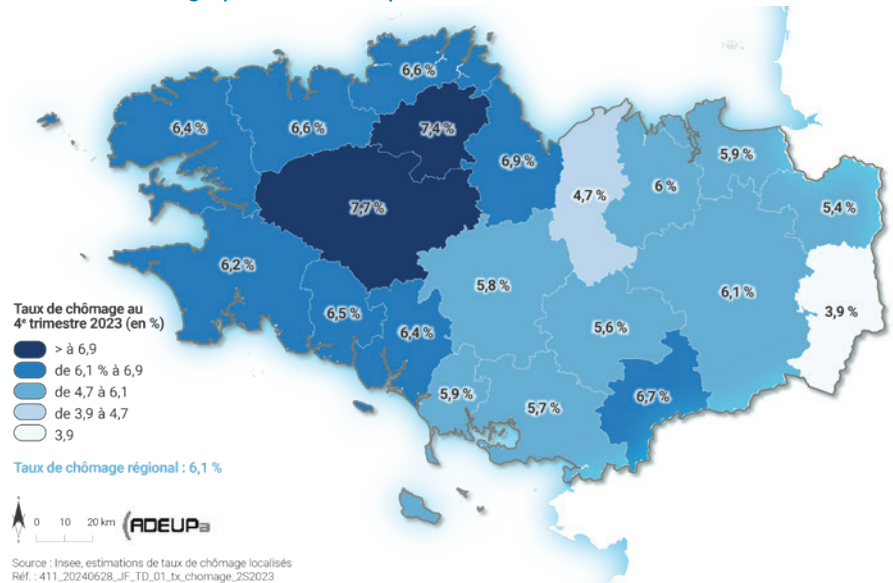 6,6 %
6,4 %
6,6 %
7,4 %
6,9 %
5,9 %
6 %
4,7 %
5,4 %
7,7 %
6,2 %
5,8 %
6,1 %
3,9 %
6,5 %
6,4 %
5,6 %
5,9 %
5,7 %
6,7 %
Taux de chômage au
4e trimestre 2023 (en %)
> à 6,9
de 6,1 % à 6,9
de 4,7 à 6,1
de 3,9 à 4,7
3,9
Taux de chômage régional : 6,1 %
0 10 20 km
ADEUPa
Source : Insee, estimations de taux de chômage localisés
Réf. : 411_20240628_JF_TD_01_tx_chomage_2S2023